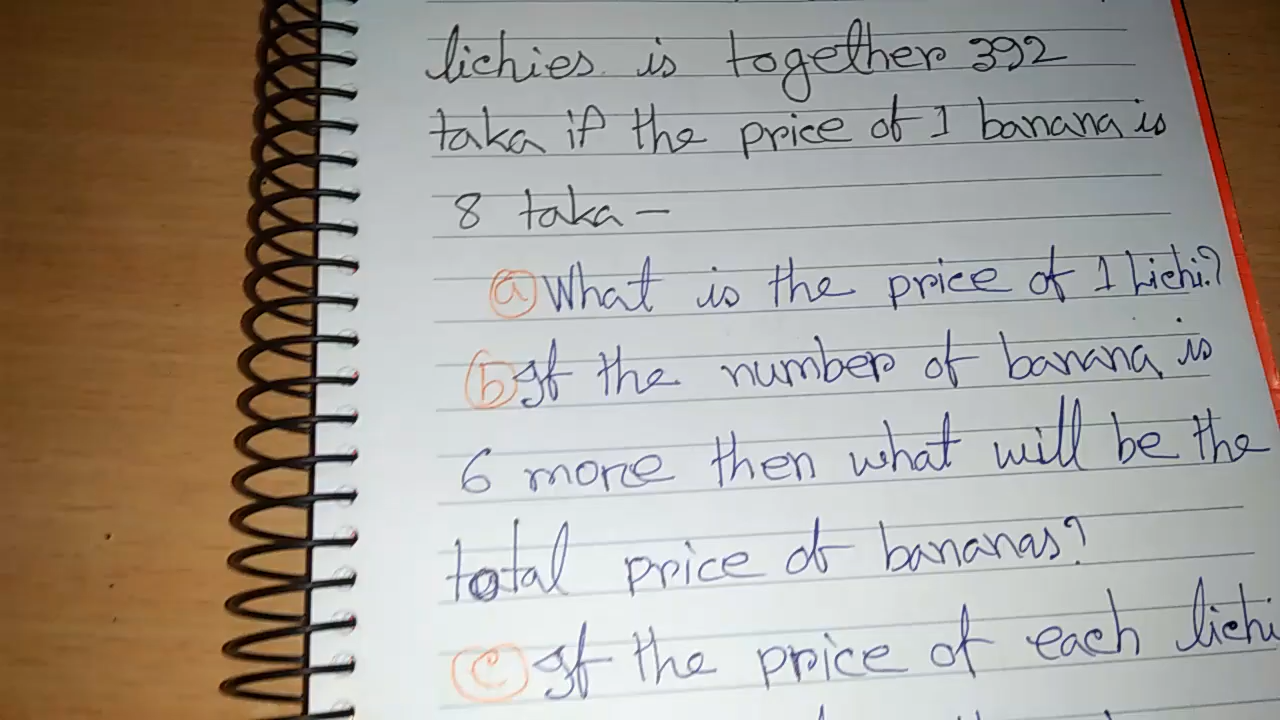 lichies is together 392
taka if the price of 1 banana is
8 taka –
(a) What is the price of 1 Lichi?
(b) If the number of banana is
6 more then what will be the
total price of bananas?
(c) If the price of each lichi